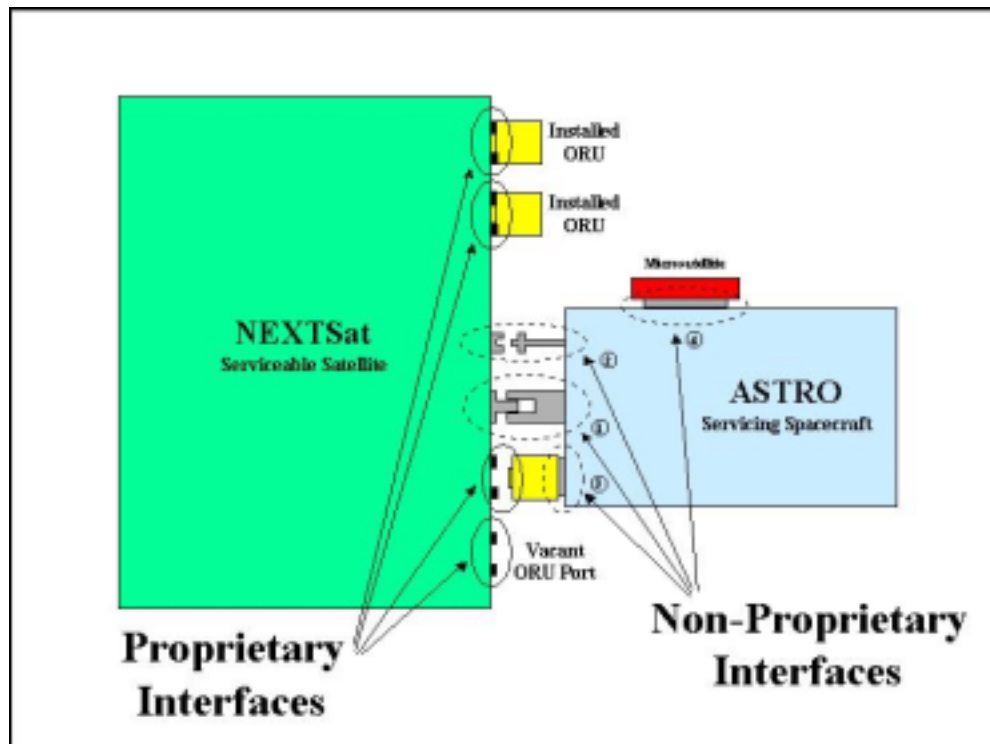 Installed
ORU
Installed
ORU
Microsatellite
NEXTSat
Serviceable Satellite
ASTRO
Servicing Spacecraft
Vacant
ORU Port
Proprietary
Interfaces
Non-Proprietary
Interfaces